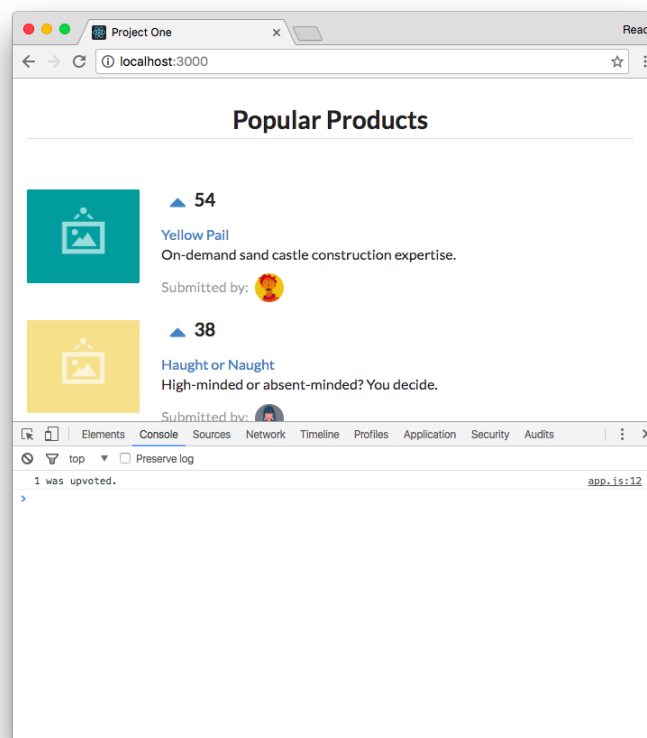 Project One
Reac
localhost:3000
Popular Products
54
Yellow Pail
On-demand sand castle construction expertise.
Submitted by:
38
Haught or Naught
High-minded or absent-minded? You decide.
Submitted by:
Elements Console Sources Network Timeline Profiles Application Security Audits
top Preserve log
1 was upvoted. app.js:12